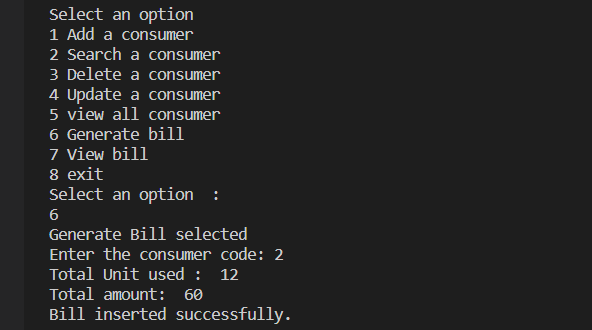 Select an option
1 Add a consumer
2 Search a consumer
3 Delete a consumer
4 Update a consumer
5 view all consumer
6 Generate bill
7 View bill
8 exit
Select an option  :
6
Generate Bill selected
Enter the consumer code: 2
Total Unit used :  12
Total amount:  60
Bill inserted successfully.